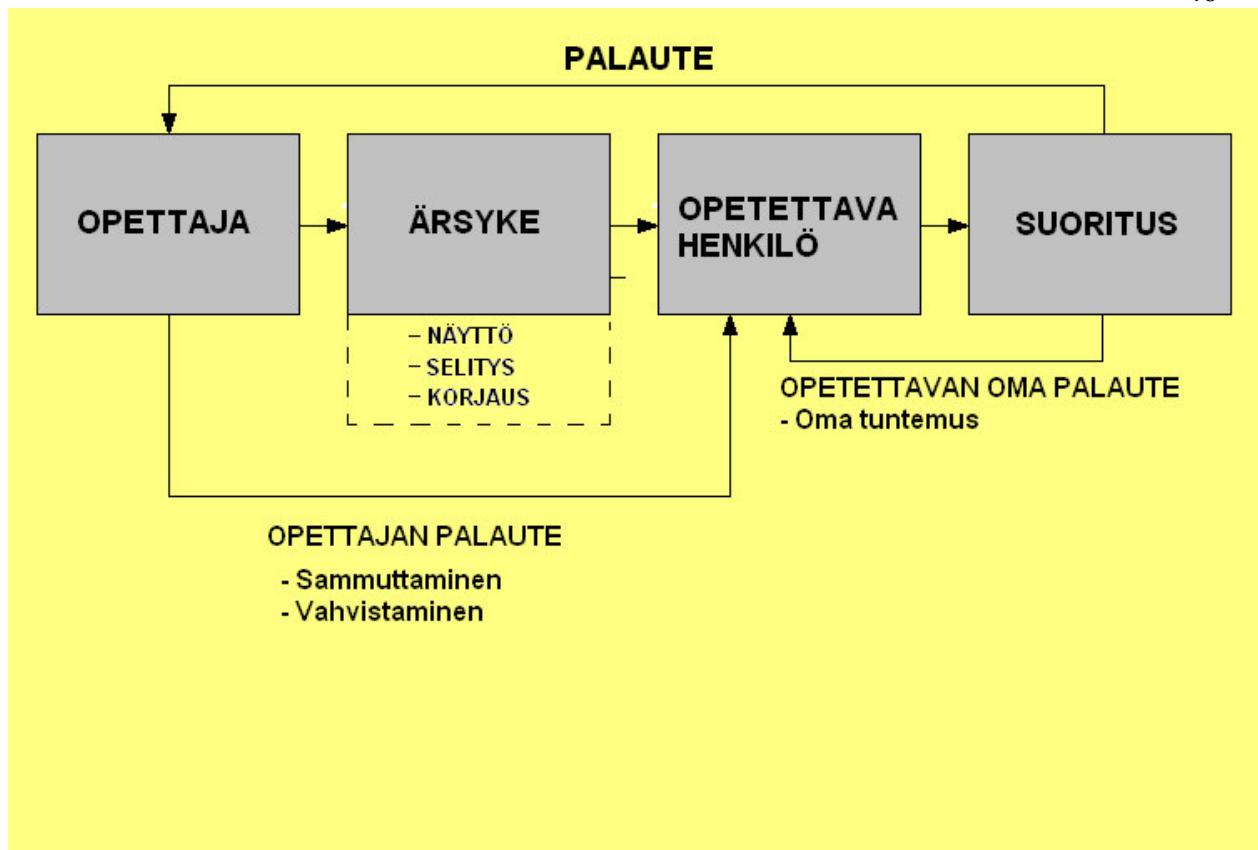 PALAUTE
OPETTAJA
ÄRSYKE
OPETETTAVA
HENKILÖ
SUORITUS
– NÄYTTÖ
– SELITYS
– KORJAUS
OPETETTAVAN OMA PALAUTE
- Oma tuntemus
OPETTAJAN PALAUTE
- Sammuttaminen
- Vahvistaminen